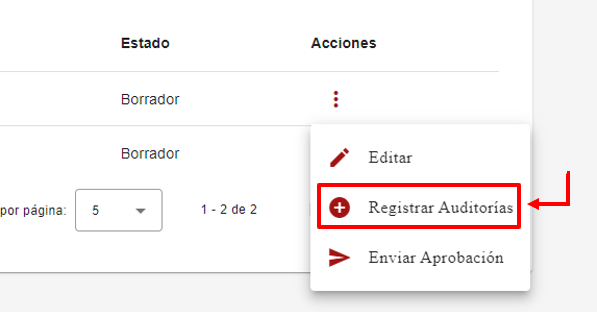 Estado Acciones
Borrador
Borrador
Editar
Registrar Auditorías
por página: 5 1 - 2 de 2
Enviar Aprobación